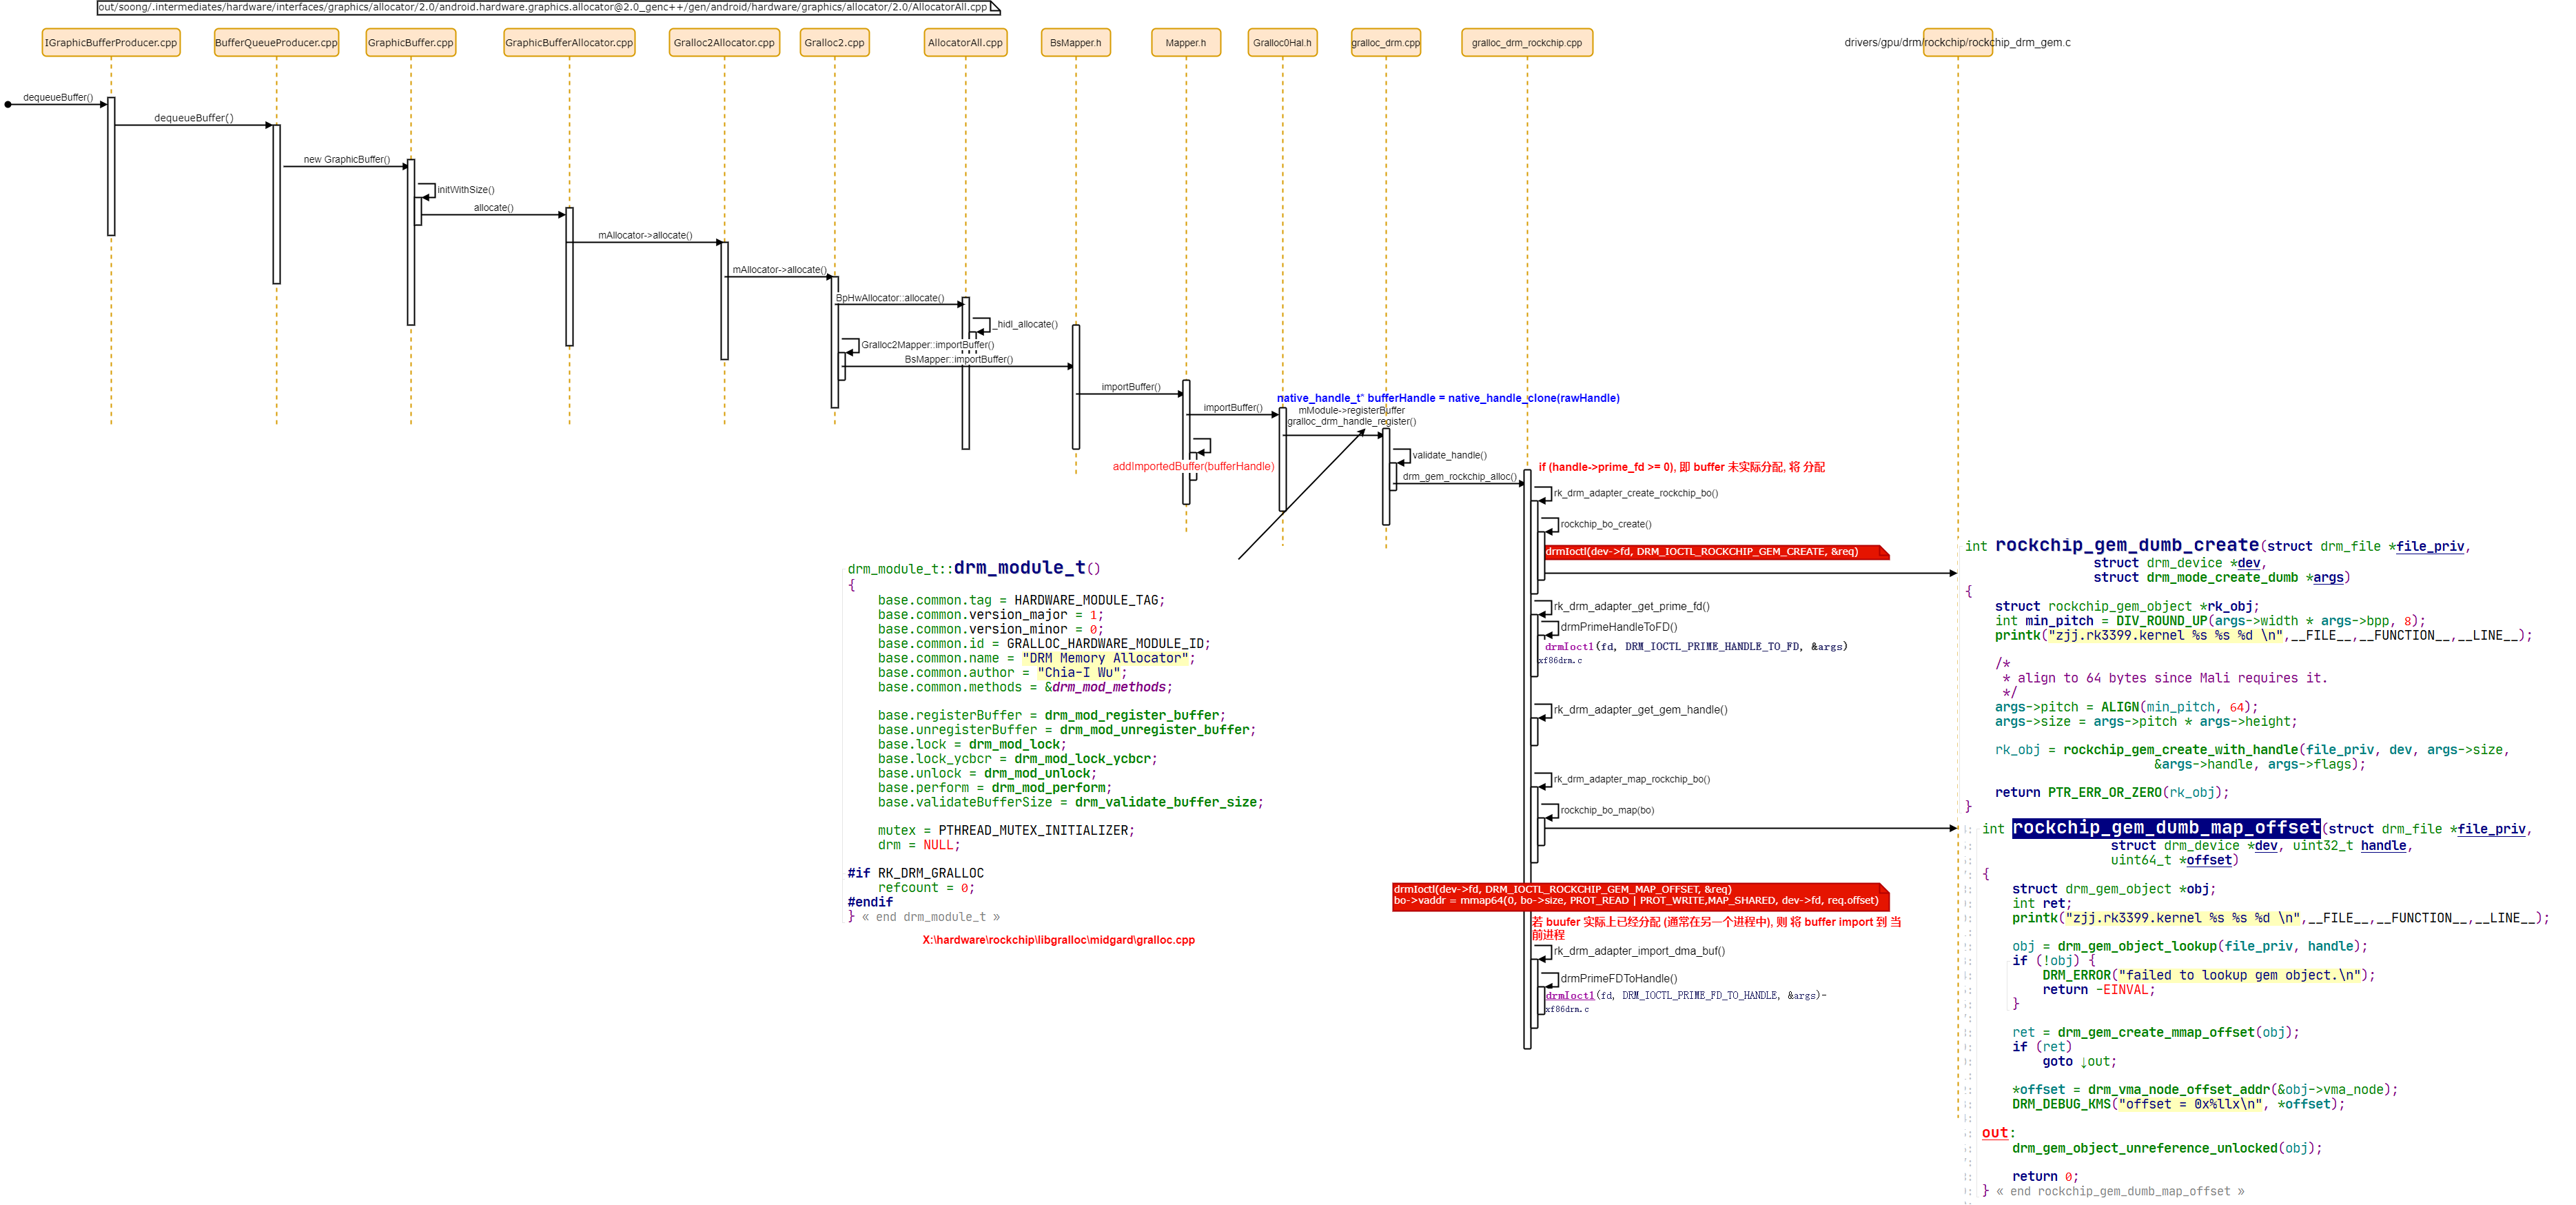 out/soong/.intermediates/hardware/interfaces/graphics/allocator/2.0/android.hardware.graphics.allocator@2.0_genc++/gen/android/hardware/graphics/allocator/2.0/AllocatorAll.cpp
IGraphicBufferProducer.cpp
BufferQueueProducer.cpp
GraphicBuffer.cpp
GraphicBufferAllocator.cpp
Gralloc2Allocator.cpp
Gralloc2.cpp
AllocatorAll.cpp
BsMapper.h
Mapper.h
Gralloc0Hal.h
gralloc_drm.cpp
gralloc_drm_rockchip.cpp
drivers/gpu/drm/rockchip/rockchip_drm_gem.c
dequeueBuffer()
dequeueBuffer()
new GraphicBuffer()
initWithSize()
allocate()
mAllocator->allocate()
mAllocator->allocate()
BpHwAllocator::allocate()
_hidl_allocate()
Gralloc2Mapper::importBuffer()
BsMapper::importBuffer()
importBuffer()
importBuffer()
addImportedBuffer(bufferHandle)
native_handle_t* bufferHandle = native_handle_clone(rawHandle)
mModule->registerBuffer
gralloc_drm_handle_register()
validate_handle()
drm_gem_rockchip_alloc()
if (handle->prime_fd >= 0), 即 buffer 未实际分配, 将 分配
rk_drm_adapter_create_rockchip_bo()
rockchip_bo_create()
drmIoctl(dev->fd, DRM_IOCTL_ROCKCHIP_GEM_CREATE, &req)
rk_drm_adapter_get_prime_fd()
drmPrimeHandleToFD()
drmIoctl(fd, DRM_IOCTL_PRIME_HANDLE_TO_FD, &args)
xf86drm.c
rk_drm_adapter_get_gem_handle()
rk_drm_adapter_map_rockchip_bo()
rockchip_bo_map(bo)
drmIoctl(dev->fd, DRM_IOCTL_ROCKCHIP_GEM_MAP_OFFSET, &req)
bo->vaddr = mmap64(0, bo->size, PROT_READ | PROT_WRITE,MAP_SHARED, dev->fd, req.offset)
若 buufer 实际上已经分配 (通常在另一个进程中), 则 将 buffer import 到 当
前进程
rk_drm_adapter_import_dma_buf()
drmPrimeFDToHandle()
drmIoctl(fd, DRM_IOCTL_PRIME_FD_TO_HANDLE, &args)-
xf86drm.c
drm_module_t::drm_module_t()
{
base.common.tag = HARDWARE_MODULE_TAG;
base.common.version_major = 1;
base.common.version_minor = 0;
base.common.id = GRALLOC_HARDWARE_MODULE_ID;
base.common.name = "DRM Memory Allocator";
base.common.author = "Chia-I Wu";
base.common.methods = &drm_mod_methods;
base.registerBuffer = drm_mod_register_buffer;
base.unregisterBuffer = drm_mod_unregister_buffer;
base.lock = drm_mod_lock;
base.lock_ycbcr = drm_mod_lock_ycbcr;
base.unlock = drm_mod_unlock;
base.perform = drm_mod_perform;
base.validateBufferSize = drm_validate_buffer_size;
mutex = PTHREAD_MUTEX_INITIALIZER;
drm = NULL;
#if RK_DRM_GRALLOC
refcount = 0;
#endif
} « end drm_module_t »
X:\hardware\rockchip\libgralloc\midgard\gralloc.cpp
int rockchip_gem_dumb_create(struct drm_file *file_priv,
struct drm_device *dev,
struct drm_mode_create_dumb *args)
{
struct rockchip_gem_object *rk_obj;
int min_pitch = DIV_ROUND_UP(args->width * args->bpp, 8);
printk("zjj.rk3399.kernel %s %s %d \n",__FILE__,__FUNCTION__,__LINE__);
/*
* align to 64 bytes since Mali requires it.
*/
args->pitch = ALIGN(min_pitch, 64);
args->size = args->pitch * args->height;
rk_obj = rockchip_gem_create_with_handle(file_priv, dev, args->size,
&args->handle, args->flags);
return PTR_ERR_OR_ZERO(rk_obj);
}
int rockchip_gem_dumb_map_offset(struct drm_file *file_priv,
struct drm_device *dev, uint32_t handle,
uint64_t *offset)
{
struct drm_gem_object *obj;
int ret;
printk("zjj.rk3399.kernel %s %s %d \n",__FILE__,__FUNCTION__,__LINE__);
obj = drm_gem_object_lookup(file_priv, handle);
if (!obj) {
DRM_ERROR("failed to lookup gem object.\n");
return -EINVAL;
}
ret = drm_gem_create_mmap_offset(obj);
if (ret)
goto ↓out;
*offset = drm_vma_node_offset_addr(&obj->vma_node);
DRM_DEBUG_KMS("offset = 0x%llx\n", *offset);
out:
drm_gem_object_unreference_unlocked(obj);
return 0;
} « end rockchip_gem_dumb_map_offset »